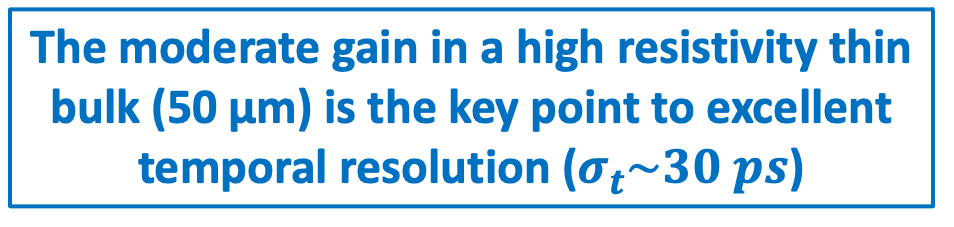 The moderate gain in a high resistivity thin
bulk (50 μm) is the key point to excellent
temporal resolution (σₜ~30 ps)